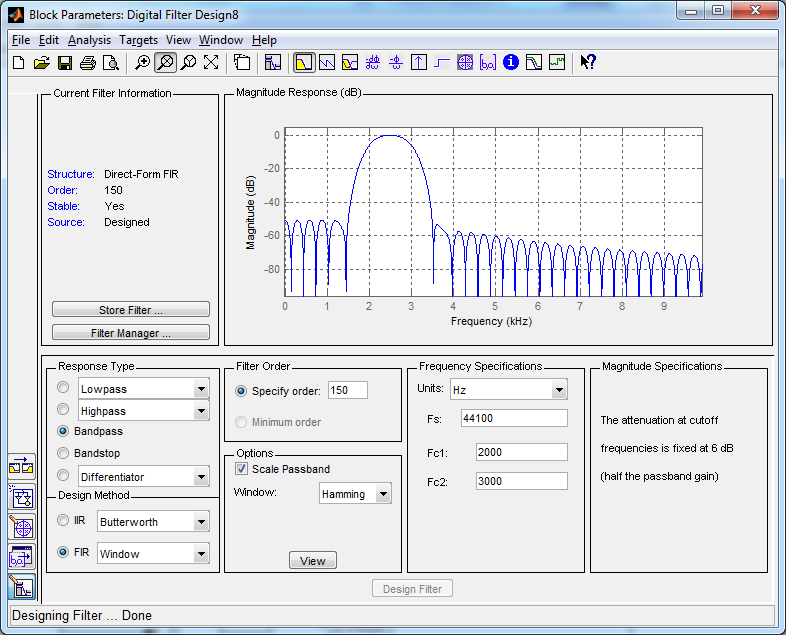 Block Parameters: Digital Filter Design8
File Edit Analysis Targets View Window Help
Current Filter Information
Structure: Direct-Form FIR
Order: 150
Stable: Yes
Source: Designed
Store Filter ...
Filter Manager ...
Magnitude Response (dB)
Magnitude (dB)
0
-20
-40
-60
-80
0 1 2 3 4 5 6 7 8 9
Frequency (kHz)
Response Type
Lowpass
Highpass
Bandpass
Bandstop
Differentiator
Design Method
IIR Butterworth
FIR Window
Filter Order
Specify order: 150
Minimum order
Options
Scale Passband
Window: Hamming
View
Frequency Specifications
Units: Hz
Fs: 44100
Fc1: 2000
Fc2: 3000
Magnitude Specifications
The attenuation at cutoff
frequencies is fixed at 6 dB
(half the passband gain)
Design Filter
Designing Filter ... Done